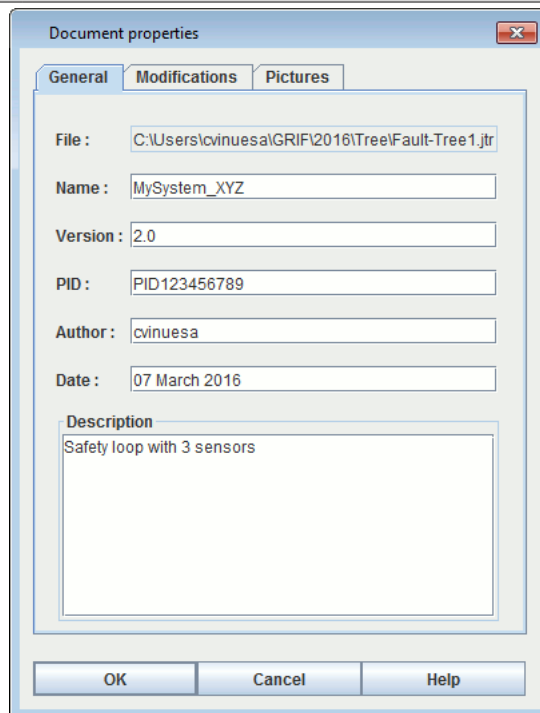 Document properties
General Modifications Pictures
File : C:\Users\cvinuesa\GRIF\2016\Tree\Fault-Tree1.jtr
Name : MySystem_XYZ
Version : 2.0
PID : PID123456789
Author : cvinuesa
Date : 07 March 2016
Description
Safety loop with 3 sensors
OK Cancel Help